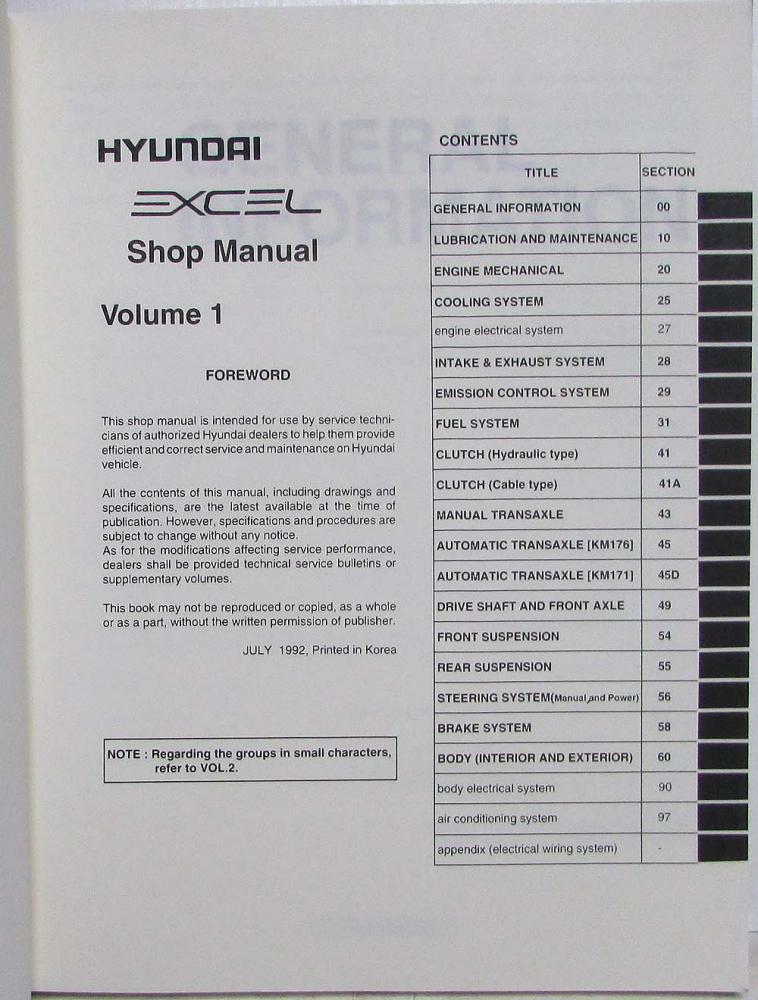 HYUNDAI
EXCEL
Shop Manual
Volume 1
FOREWORD
This shop manual is intended for use by service techni-
cians of authorized Hyundai dealers to help them provide
efficient and correct service and maintenance on Hyundai
vehicle.
All the contents of this manual, including drawings and
specifications, are the latest available at the time of
publication. However, specifications and procedures are
subject to change without any notice.
As for the modifications affecting service performance,
dealers shall be provided technical service bulletins or
supplementary volumes.
This book may not be reproduced or copied, as a whole
or as a part, without the written permission of publisher.
JULY 1992, Printed in Korea
NOTE : Regarding the groups in small characters,
refer to VOL.2.
CONTENTS
TITLE SECTION
GENERAL INFORMATION 00
LUBRICATION AND MAINTENANCE 10
ENGINE MECHANICAL 20
COOLING SYSTEM 25
engine electrical system 27
INTAKE & EXHAUST SYSTEM 28
EMISSION CONTROL SYSTEM 29
FUEL SYSTEM 31
CLUTCH (Hydraulic type) 41
CLUTCH (Cable type) 41A
MANUAL TRANSAXLE 43
AUTOMATIC TRANSAXLE [KM176] 45
AUTOMATIC TRANSAXLE [KM171] 45D
DRIVE SHAFT AND FRONT AXLE 49
FRONT SUSPENSION 54
REAR SUSPENSION 55
STEERING SYSTEM(Manual and Power) 56
BRAKE SYSTEM 58
BODY (INTERIOR AND EXTERIOR) 60
body electrical system 90
air conditioning system 97
appendix (electrical wiring system) -
GENERAL
INFORMATION